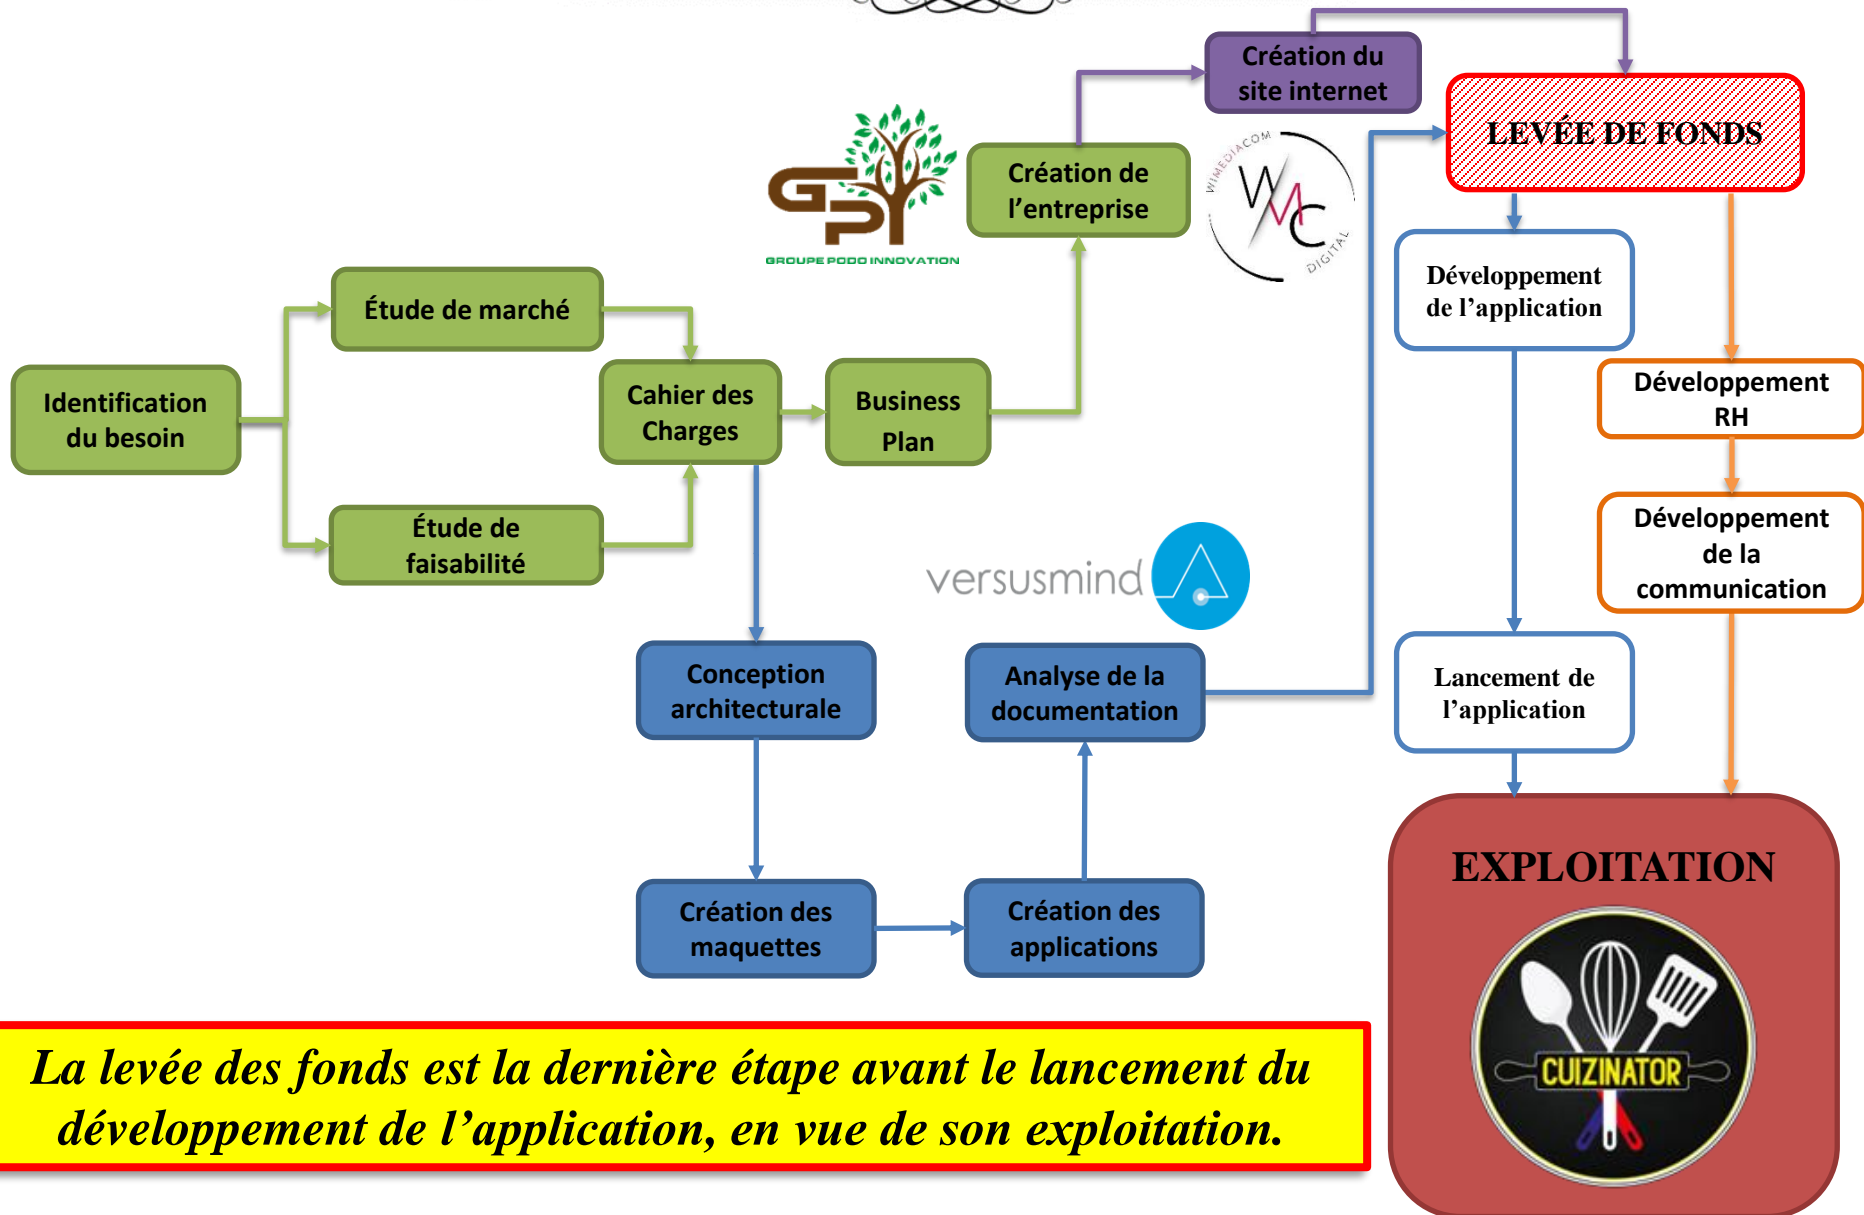 Création du
site internet
LEVÉE DE FONDS
WIMEDIACOM
WMC
DIGITAL
GPI
GROUPE PODO INNOVATION
Création de
l’entreprise
Développement
de l’application
Étude de marché
Identification
du besoin
Cahier des
Charges
Business
Plan
Développement
RH
Étude de
faisabilité
Développement
de la
communication
versusmind
Conception
architecturale
Analyse de la
documentation
Lancement de
l’application
Création des
maquettes
Création des
applications
EXPLOITATION
CUIZINATOR
La levée des fonds est la dernière étape avant le lancement du
développement de l’application, en vue de son exploitation.